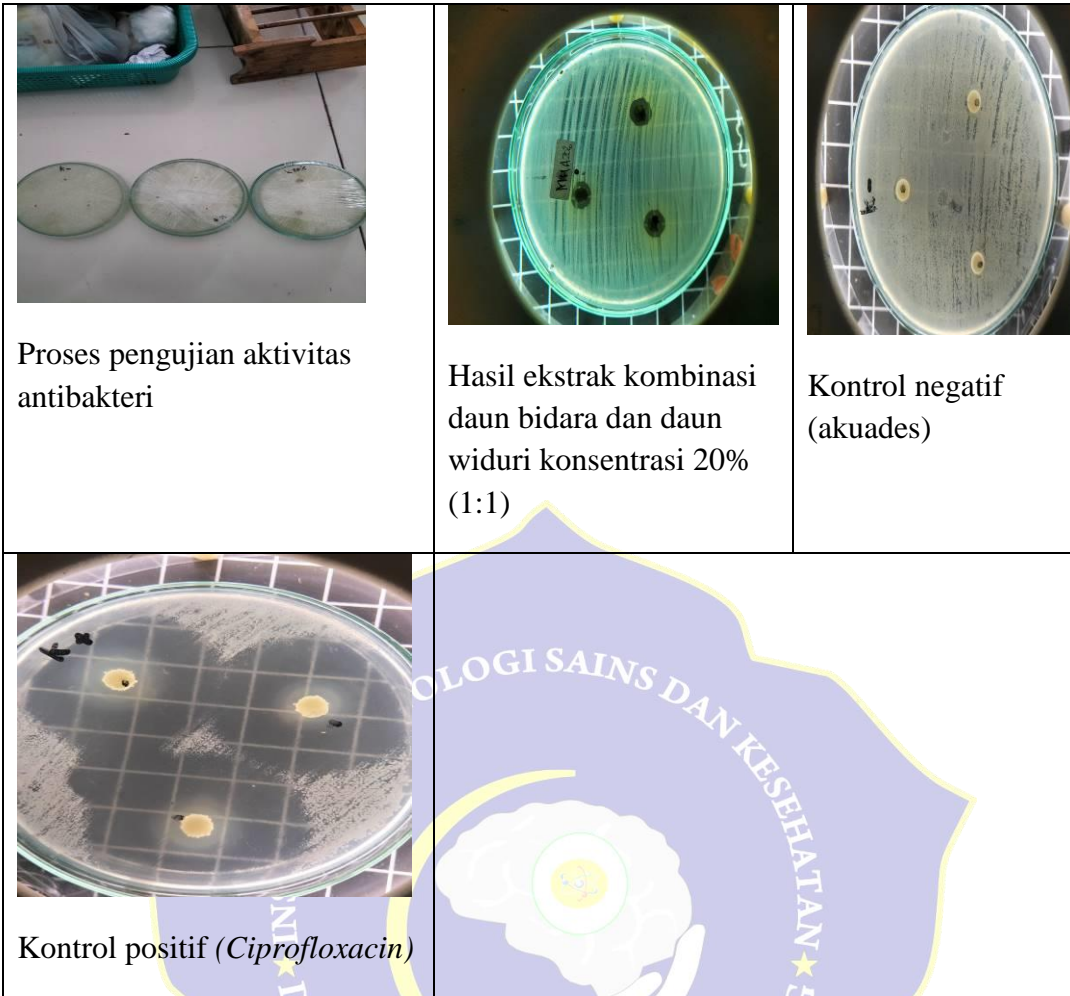 Proses pengujian aktivitas
antibakteri
Hasil ekstrak kombinasi
daun bidara dan daun
widuri konsentrasi 20%
(1:1)
Kontrol negatif
(akuades)
Kontrol positif (Ciprofloxacin)
OLOGI SAINS DAN KESEHATAN